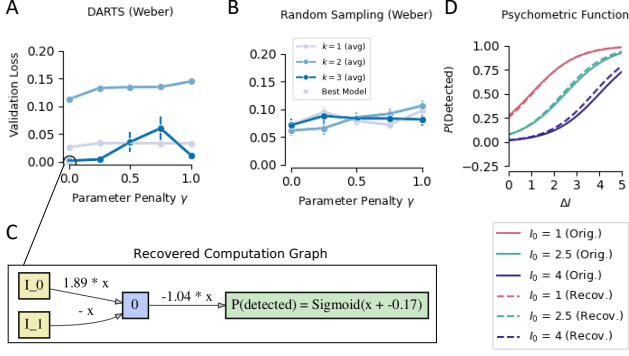 A
DARTS (Weber)
Validation Loss
0.20
0.15
0.10
0.05
0.00
0.0
0.5
1.0
Parameter Penalty γ
B
Random Sampling (Weber)
k = 1 (avg)
k = 2 (avg)
k = 3 (avg)
Best Model
0.20
0.15
0.10
0.05
0.00
0.0
0.5
1.0
Parameter Penalty γ
D
Psychometric Function
P(Detected)
1.00
0.75
0.50
0.25
0.00
−0.25
0
1
2
3
4
5
ΔI
I₀ = 1 (Orig.)
I₀ = 2.5 (Orig.)
I₀ = 4 (Orig.)
I₀ = 1 (Recov.)
I₀ = 2.5 (Recov.)
I₀ = 4 (Recov.)
C
Recovered Computation Graph
I_0
1.89 * x
I_1
- x
0
-1.04 * x
P(detected) = Sigmoid(x + -0.17)